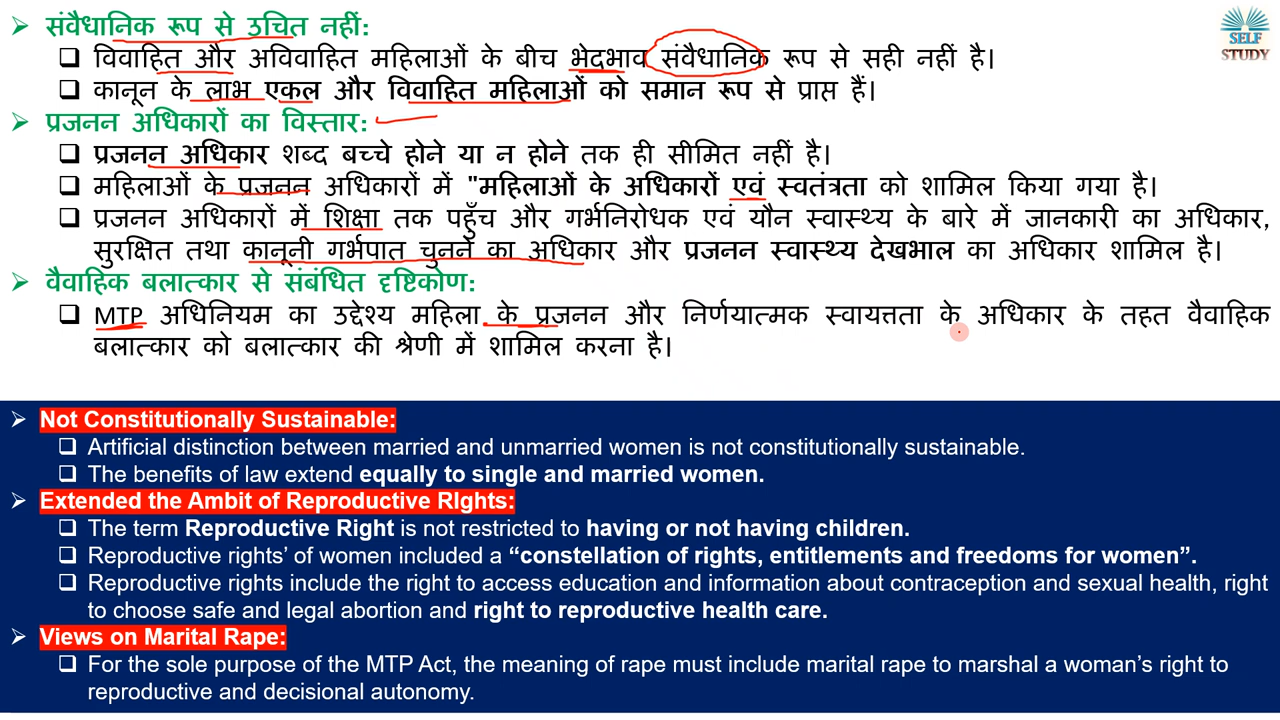 ➢ संवैधानिक रूप से उचित नहीं:
❑ विवाहित और अविवाहित महिलाओं के बीच भेदभाव संवैधानिक रूप से सही नहीं है।
❑ कानून के लाभ एकल और विवाहित महिलाओं को समान रूप से प्राप्त हैं।
➢ प्रजनन अधिकारों का विस्तार:
❑ प्रजनन अधिकार शब्द बच्चे होने या न होने तक ही सीमित नहीं है।
❑ महिलाओं के प्रजनन अधिकारों में "महिलाओं के अधिकारों एवं स्वतंत्रता को शामिल किया गया है।
❑ प्रजनन अधिकारों में शिक्षा तक पहुँच और गर्भनिरोधक एवं यौन स्वास्थ्य के बारे में जानकारी का अधिकार,
सुरक्षित तथा कानूनी गर्भपात चुनने का अधिकार और प्रजनन स्वास्थ्य देखभाल का अधिकार शामिल है।
➢ वैवाहिक बलात्कार से संबंधित दृष्टिकोण:
❑ MTP अधिनियम का उद्देश्य महिला के प्रजनन और निर्णयात्मक स्वायत्तता के अधिकार के तहत वैवाहिक
बलात्कार को बलात्कार की श्रेणी में शामिल करना है।
SELF
STUDY
➢ Not Constitutionally Sustainable:
❑ Artificial distinction between married and unmarried women is not constitutionally sustainable.
❑ The benefits of law extend equally to single and married women.
➢ Extended the Ambit of Reproductive RIghts:
❑ The term Reproductive Right is not restricted to having or not having children.
❑ Reproductive rights’ of women included a “constellation of rights, entitlements and freedoms for women”.
❑ Reproductive rights include the right to access education and information about contraception and sexual health, right
to choose safe and legal abortion and right to reproductive health care.
➢ Views on Marital Rape:
❑ For the sole purpose of the MTP Act, the meaning of rape must include marital rape to marshal a woman’s right to
reproductive and decisional autonomy.